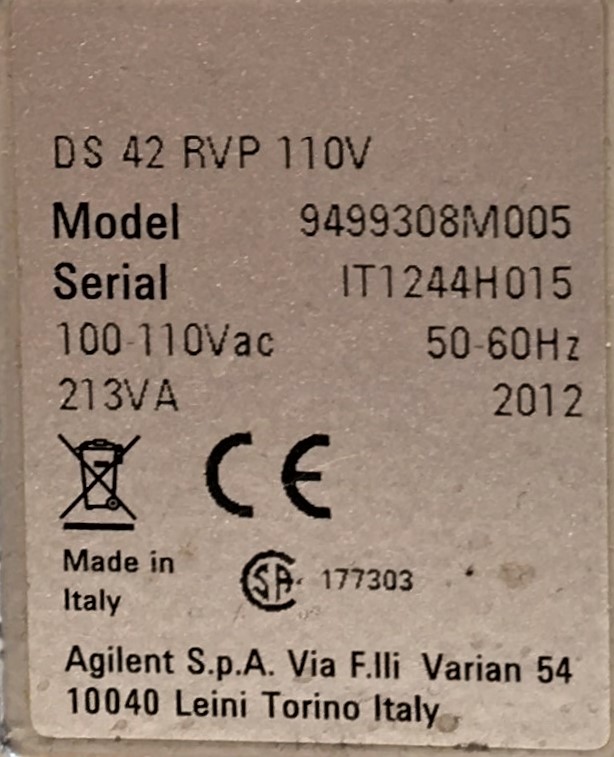 DS 42 RVP 110V
Model 9499308M005
Serial IT1244H015
100-110Vac 50-60Hz
213VA 2012
CE
Made in
Italy
SA 177303
Agilent S.p.A. Via F.lli Varian 54
10040 Leini Torino Italy